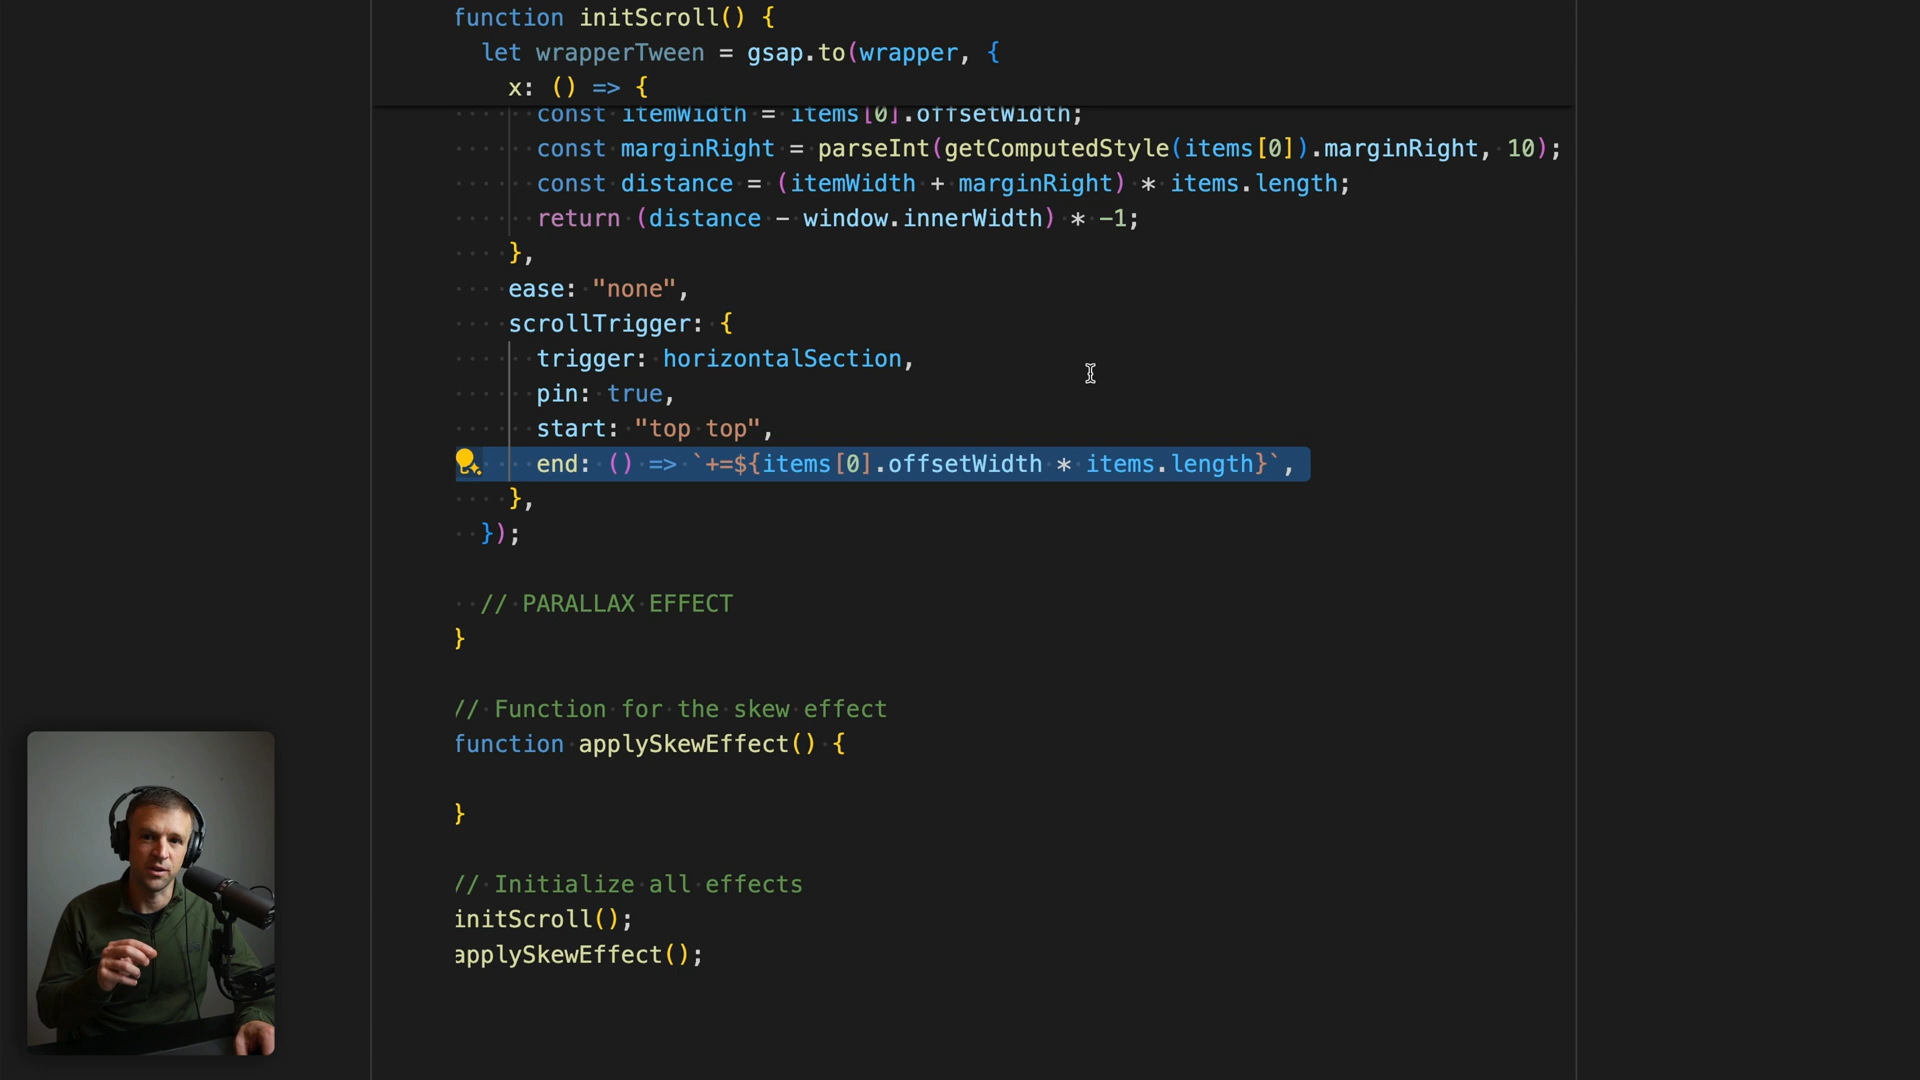 function initScroll() {
let wrapperTween = gsap.to(wrapper, {
x: () => {
const itemWidth = items[0].offsetWidth;
const marginRight = parseInt(getComputedStyle(items[0]).marginRight, 10);
const distance = (itemWidth + marginRight) * items.length;
return (distance - window.innerWidth) * -1;
},
ease: "none",
scrollTrigger: {
trigger: horizontalSection,
pin: true,
start: "top top",
end: () => `+=${items[0].offsetWidth * items.length}`,
},
});
// PARALLAX EFFECT
}
// Function for the skew effect
function applySkewEffect() {
}
// Initialize all effects
initScroll();
applySkewEffect();